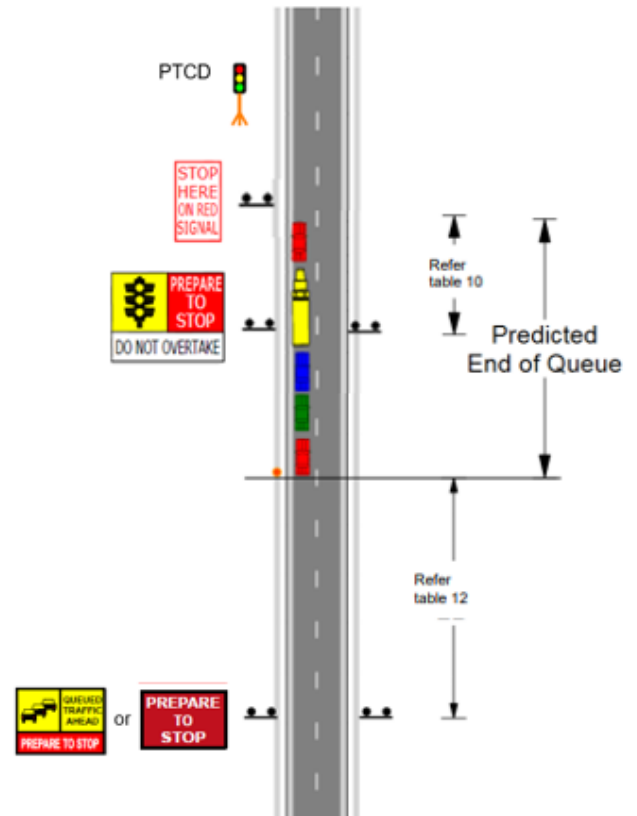 PTCD
STOP
HERE
ON RED
SIGNAL
Refer
table 10
PREPARE
TO
STOP
DO NOT OVERTAKE
Predicted
End of Queue
Refer
table 12
QUEUED
TRAFFIC
AHEAD
PREPARE TO STOP
or
PREPARE
TO
STOP